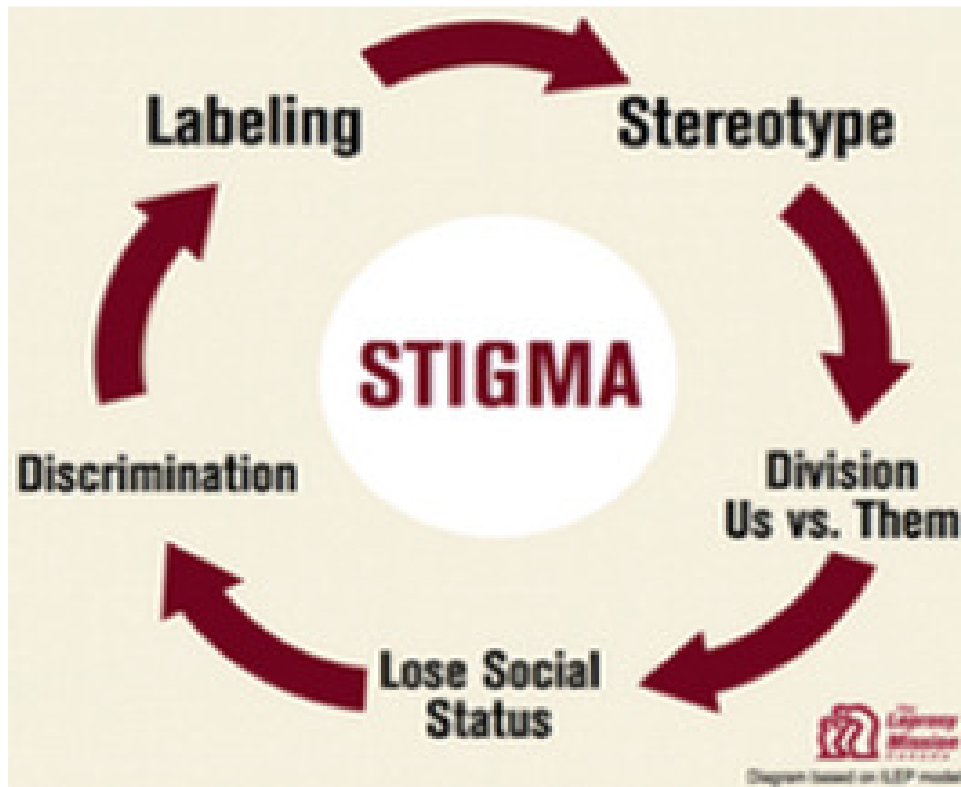 Labeling
Stereotype
STIGMA
Discrimination
Division
Us vs. Them
Lose Social
Status
The
Leprosy
Mission
Canada
Diagram based on ILEP model